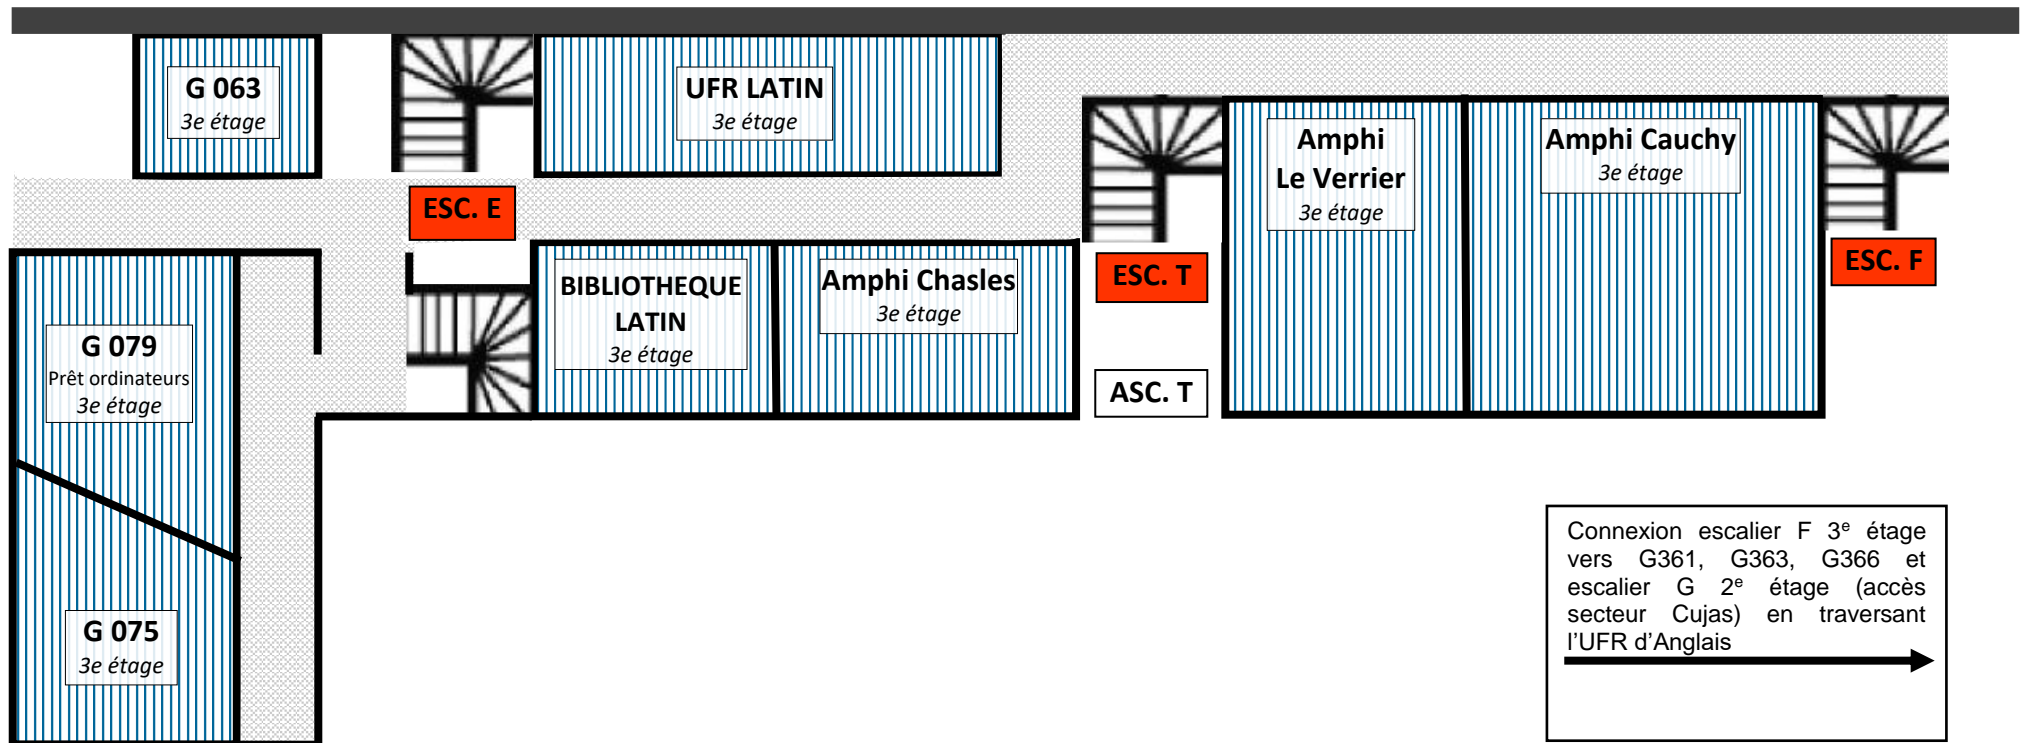 G 063
3e étage
UFR LATIN
3e étage
Amphi
Le Verrier
3e étage
Amphi Cauchy
3e étage
ESC. E
ESC. T
ESC. F
BIBLIOTHEQUE
LATIN
3e étage
Amphi Chasles
3e étage
ASC. T
G 079
Prêt ordinateurs
3e étage
G 075
3e étage
Connexion escalier F 3e étage
vers G361, G363, G366 et
escalier G 2e étage (accès
secteur Cujas) en traversant
l’UFR d’Anglais